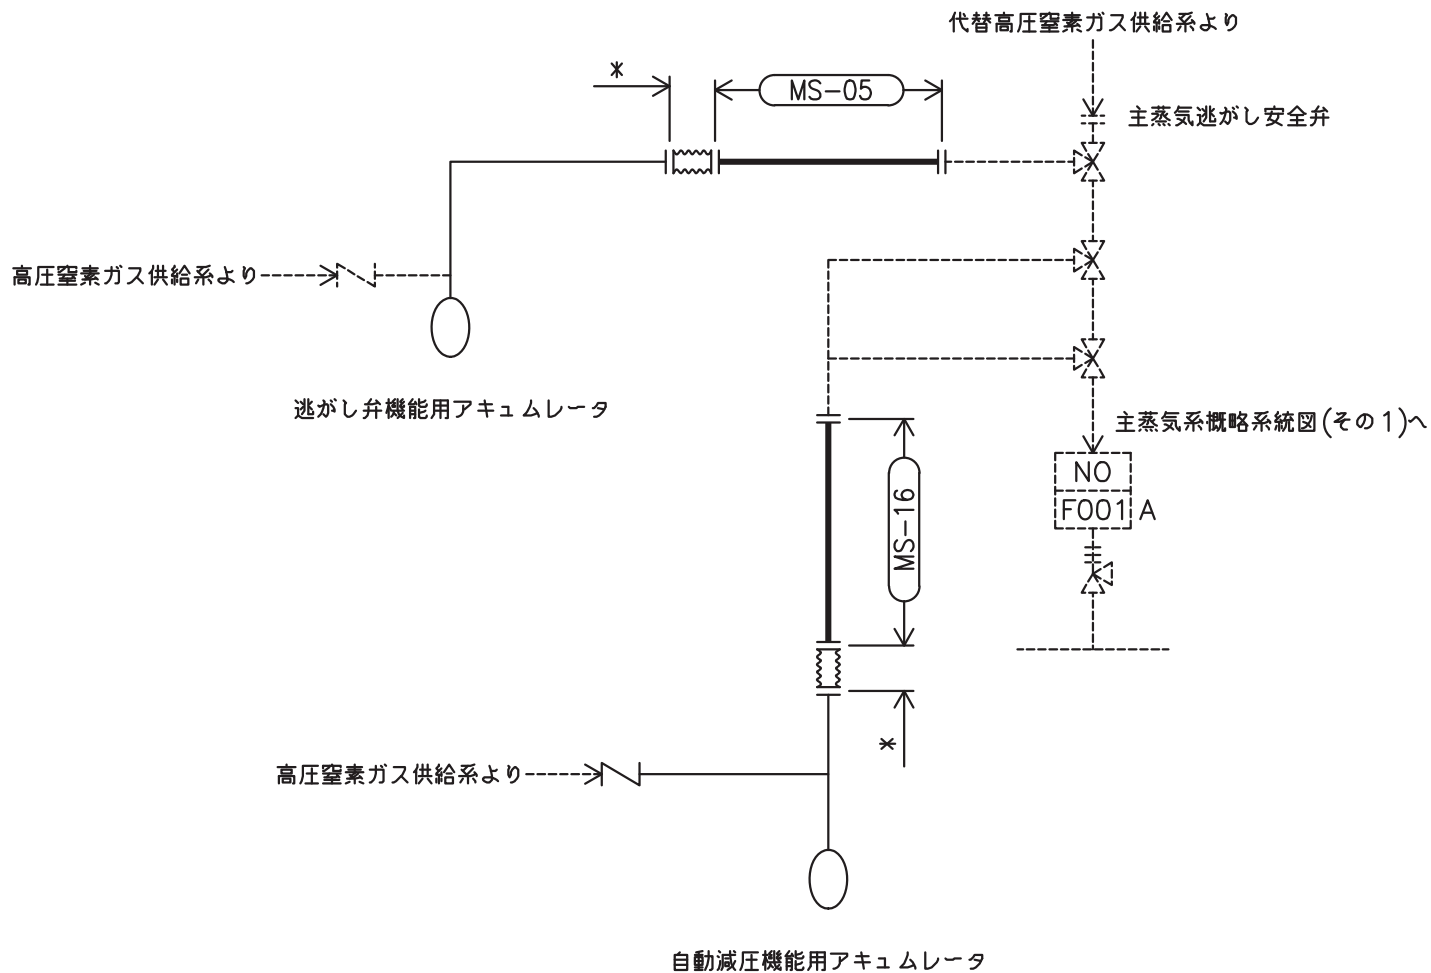 代替高圧窒素ガス供給系より
*
MS-05
主蒸気逃がし安全弁
高圧窒素ガス供給系より
逃がし弁機能用アキュムレータ
主蒸気系概略系統図(その1)へ
NO
F001A
MS-16
*
高圧窒素ガス供給系より
自動減圧機能用アキュムレータ